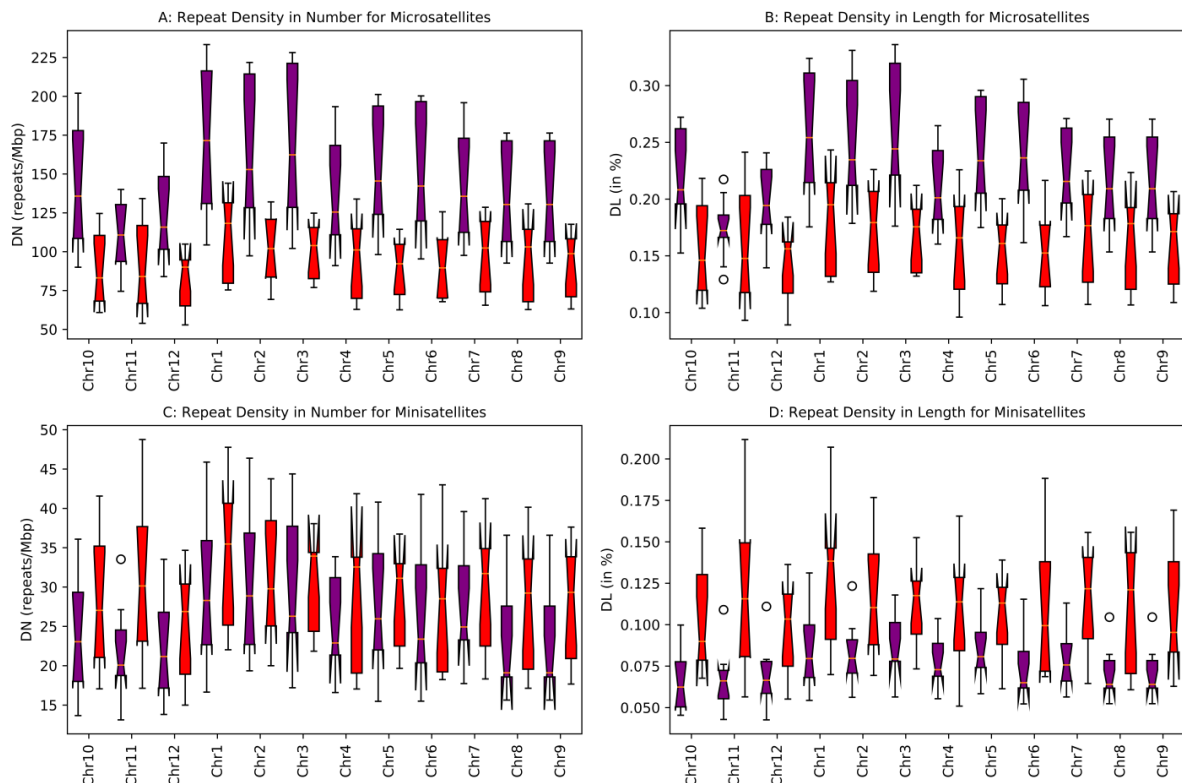 A: Repeat Density in Number for Microsatellites
DN (repeats/Mbp)
225
200
175
150
125
100
75
50
Chr10
Chr11
Chr12
Chr1
Chr2
Chr3
Chr4
Chr5
Chr6
Chr7
Chr8
Chr9
B: Repeat Density in Length for Microsatellites
DL (in %)
0.30
0.25
0.20
0.15
0.10
Chr10
Chr11
Chr12
Chr1
Chr2
Chr3
Chr4
Chr5
Chr6
Chr7
Chr8
Chr9
C: Repeat Density in Number for Minisatellites
DN (repeats/Mbp)
50
45
40
35
30
25
20
15
Chr10
Chr11
Chr12
Chr1
Chr2
Chr3
Chr4
Chr5
Chr6
Chr7
Chr8
Chr9
D: Repeat Density in Length for Minisatellites
DL (in %)
0.200
0.175
0.150
0.125
0.100
0.075
0.050
Chr10
Chr11
Chr12
Chr1
Chr2
Chr3
Chr4
Chr5
Chr6
Chr7
Chr8
Chr9